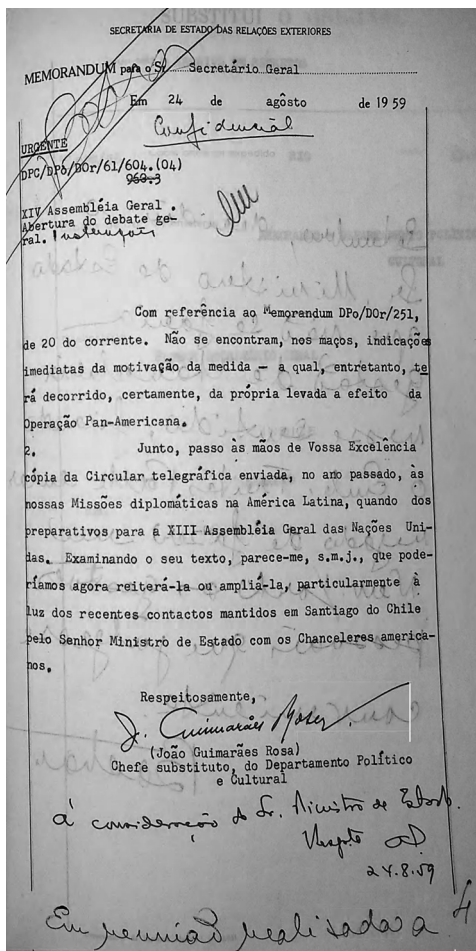 SECRETARIA DE ESTADO DAS RELAÇÕES EXTERIORES
MEMORANDUM para o Sr. Secretário Geral
Em 24 de agôsto de 1959
Confidencial
URGENTE
DPC/DPo/DOr/61/604.(04)
960.3
XIV Assembléia Geral.
Abertura do debate ge-
ral. Instruções
Com referência ao Memorandum DPo/DOr/251,
de 20 do corrente. Não se encontram, nos maços, indicações
imediatas da motivação da medida — a qual, entretanto, te
rá decorrido, certamente, da própria levada a efeito da
Operação Pan-Americana.
2. Junto, passo às mãos de Vossa Excelência
cópia da Circular telegráfica enviada, no ano passado, às
nossas Missões diplomáticas na América Latina, quando dos
preparativos para a XIII Assembléia Geral das Nações Uni-
das. Examinando o seu texto, parece-me, s.m.j., que pode-
ríamos agora reiterá-la ou ampliá-la, particularmente à
luz dos recentes contactos mantidos em Santiago do Chile
pelo Senhor Ministro de Estado com os Chanceleres america-
nos.
Respeitosamente,
J. Guimarães Rosa.
(João Guimarães Rosa)
Chefe substituto, do Departamento Político
e Cultural
à consideração do Sr. Ministro de Estado.
24.8.59
Em reunião realisada a 4